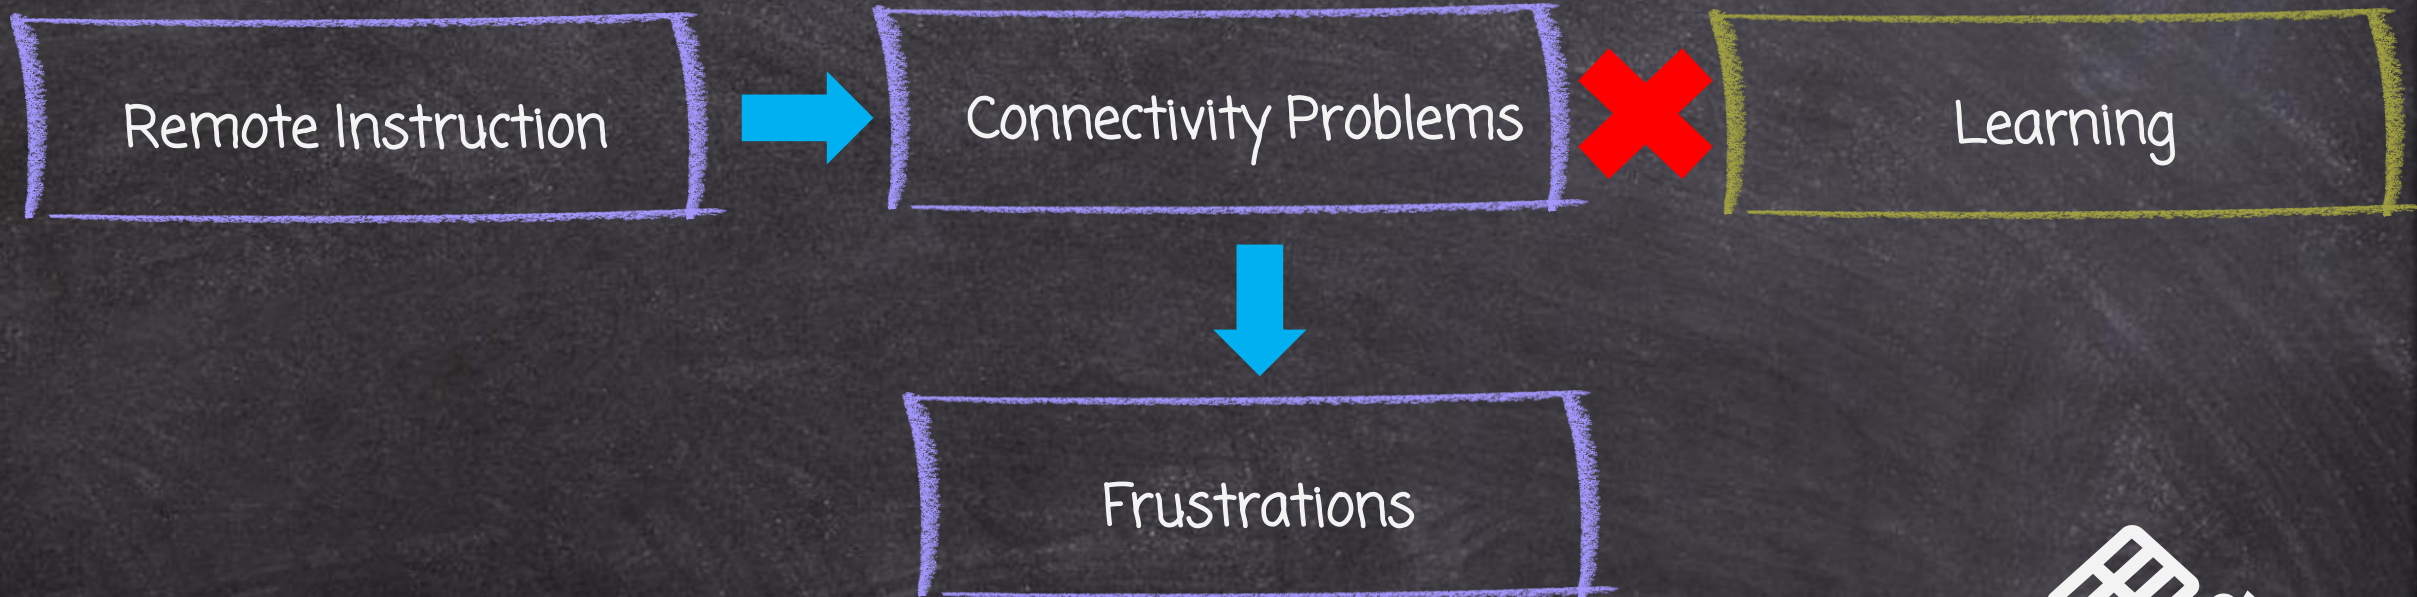 Remote Instruction
Connectivity Problems
Learning
Frustrations